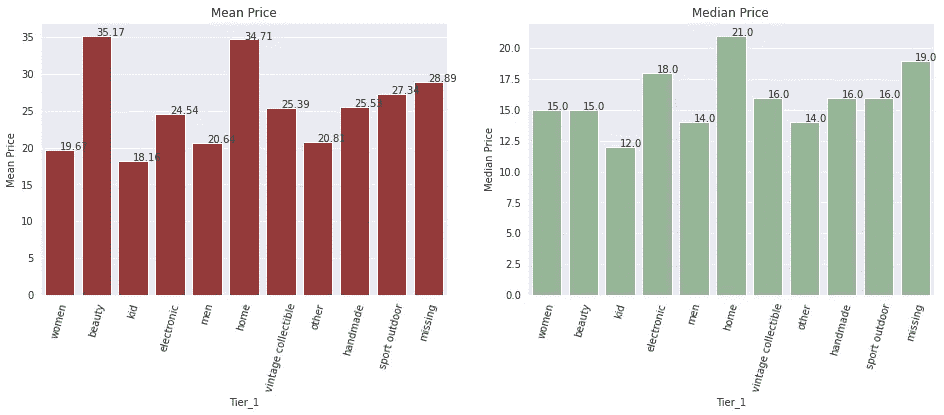 Mean Price
35
30
25
20
15
10
5
0
Mean Price
19.67
35.17
18.16
24.54
20.64
34.71
25.39
20.81
25.53
27.34
28.89
women
beauty
kid
electronic
men
home
vintage collectible
other
handmade
sport outdoor
missing
Tier_1
Median Price
20.0
17.5
15.0
12.5
10.0
7.5
5.0
2.5
0.0
Median Price
15.0
15.0
12.0
18.0
14.0
21.0
16.0
14.0
16.0
16.0
19.0
women
beauty
kid
electronic
men
home
vintage collectible
other
handmade
sport outdoor
missing
Tier_1